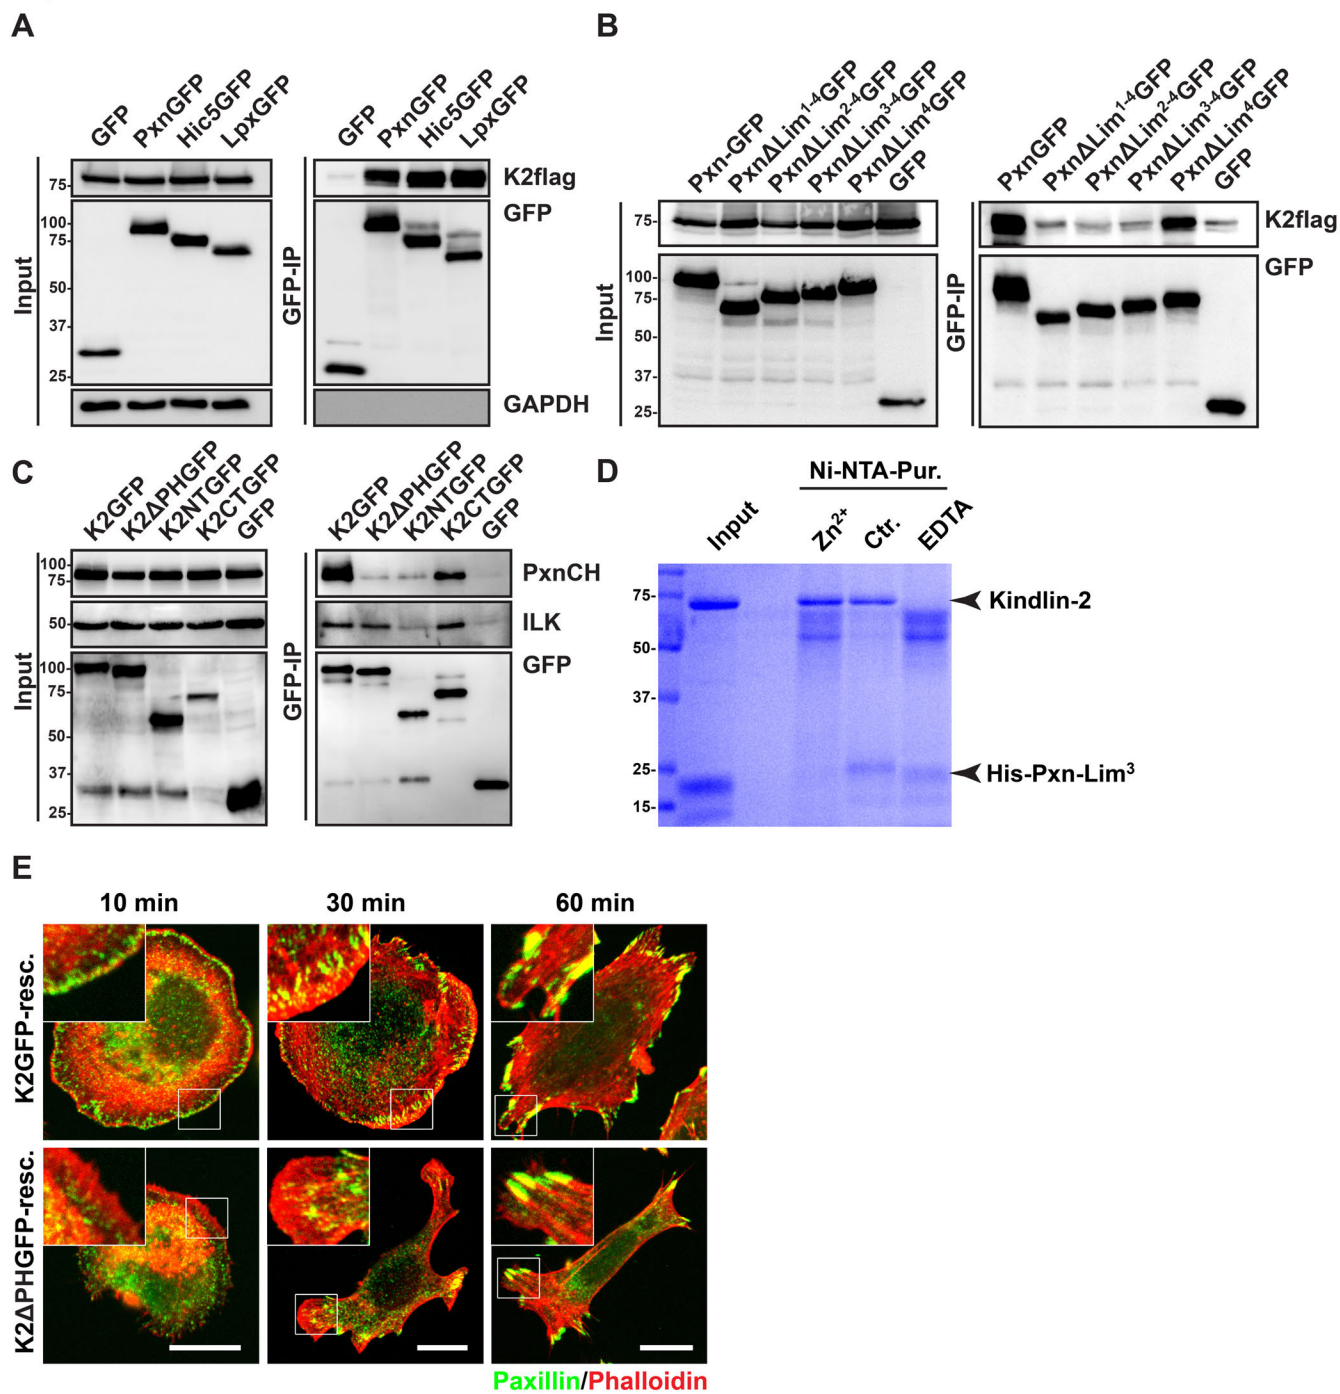 A
GFP
PxnGFP
Hic5GFP
LpxGFP
GFP
PxnGFP
Hic5GFP
LpxGFP
Input
75-
100-
75-
50-
37-
25-
GFP-IP
K2flag
GFP
GAPDH
B
Pxn-GFP
PxnΔLim¹⁻⁴GFP
PxnΔLim²⁻⁴GFP
PxnΔLim³⁻⁴GFP
PxnΔLim⁴GFP
GFP
PxnGFP
PxnΔLim¹⁻⁴GFP
PxnΔLim²⁻⁴GFP
PxnΔLim³⁻⁴GFP
PxnΔLim⁴GFP
GFP
Input
75-
100-
75-
50-
37-
25-
GFP-IP
K2flag
GFP
C
K2GFP
K2ΔPHGFP
K2NTGFP
K2CTGFP
GFP
K2GFP
K2ΔPHGFP
K2NTGFP
K2CTGFP
GFP
Input
100-
75-
50-
100-
75-
50-
37-
25-
GFP-IP
PxnCH
ILK
GFP
D
Ni-NTA-Pur.
Input
Zn²⁺
Ctr.
EDTA
75-
50-
37-
25-
15-
Kindlin-2
His-Pxn-Lim³
E
10 min
30 min
60 min
K2GFP-resc.
K2ΔPHGFP-resc.
Paxillin/Phalloidin